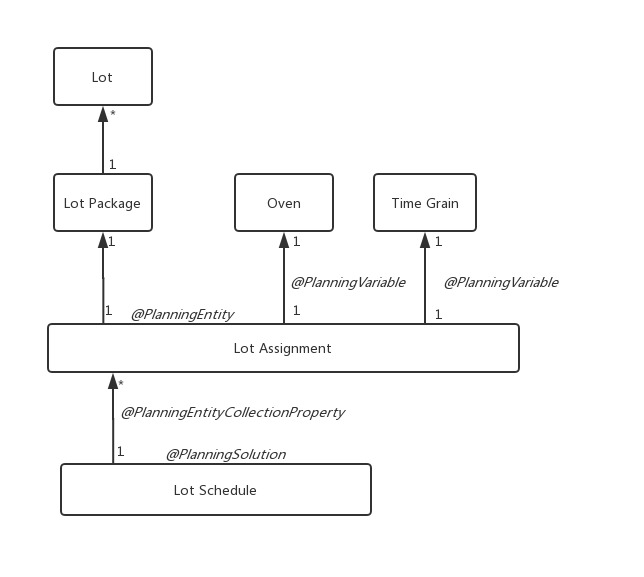 Lot
*
1
Lot Package
Oven
Time Grain
1
1
1
@PlanningVariable
@PlanningVariable
1
1
1
@PlanningEntity
Lot Assignment
*
@PlanningEntityCollectionProperty
1
@PlanningSolution
Lot Schedule